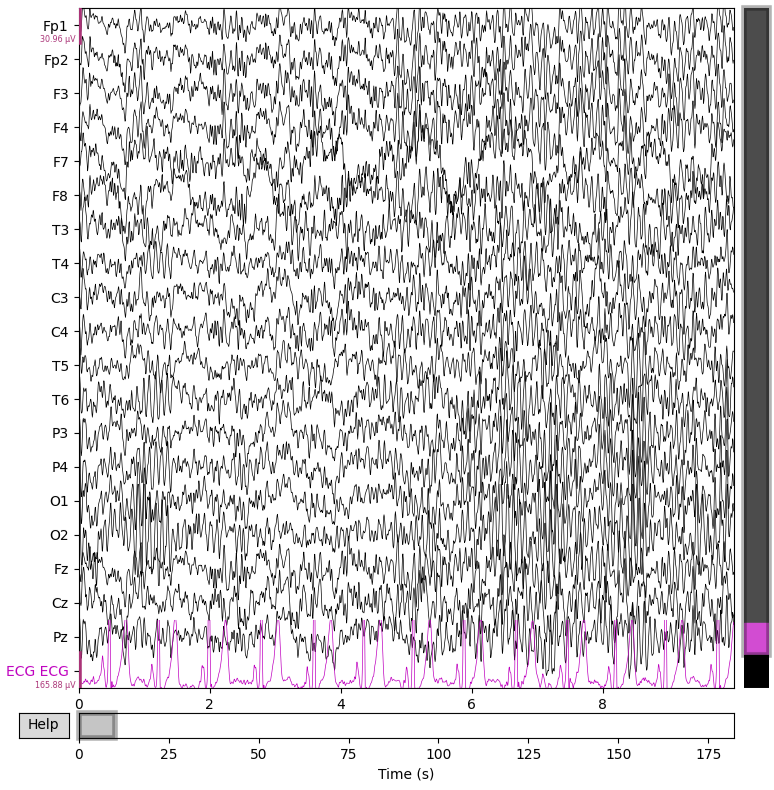 Fp1
30.96 µV
Fp2
F3
F4
F7
F8
T3
T4
C3
C4
T5
T6
P3
P4
O1
O2
Fz
Cz
Pz
ECG ECG
165.88 µV
0 2 4 6 8
Help
0 25 50 75 100 125 150 175
Time (s)